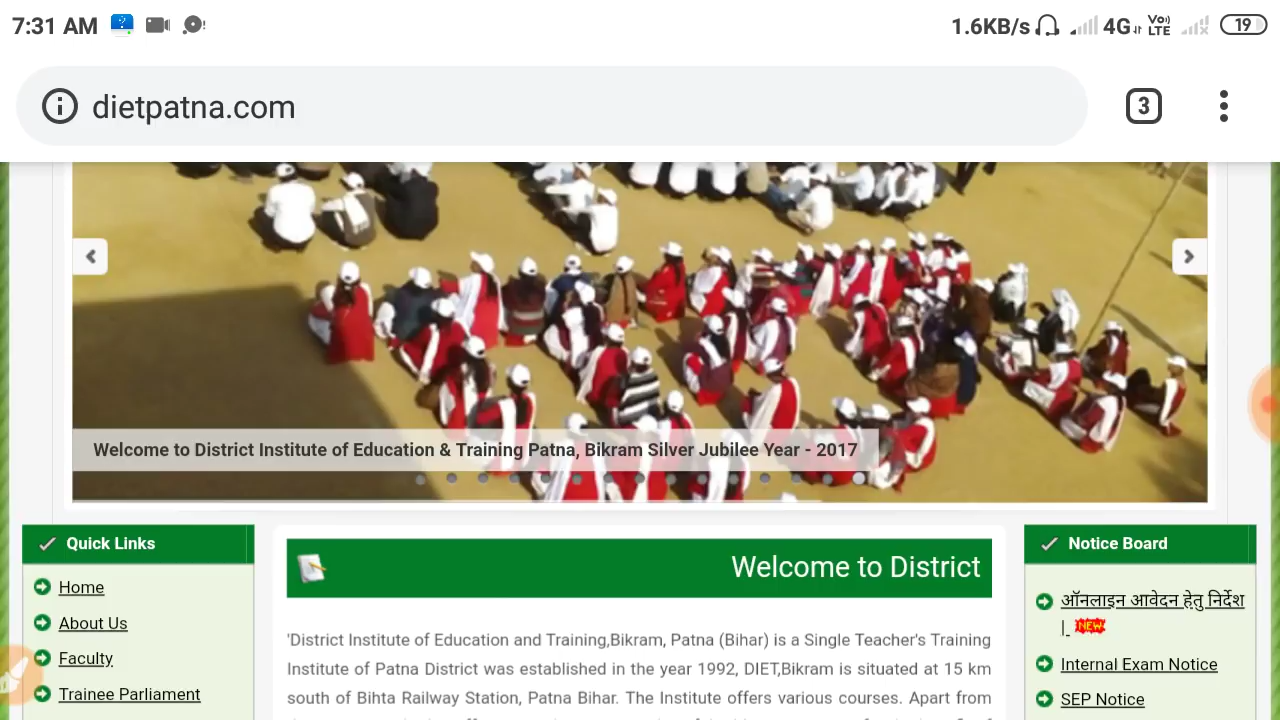 7:31 AM
1.6KB/s 4G Vo) LTE 19
dietpatna.com
3
Welcome to District Institute of Education & Training Patna, Bikram Silver Jubilee Year - 2017
Quick Links
Home
About Us
Faculty
Trainee Parliament
Welcome to District
'District Institute of Education and Training,Bikram, Patna (Bihar) is a Single Teacher's Training
Institute of Patna District was established in the year 1992, DIET,Bikram is situated at 15 km
south of Bihta Railway Station, Patna Bihar. The Institute offers various courses. Apart from
Notice Board
ऑनलाइन आवेदन हेतु निर्देश
| NEW
Internal Exam Notice
SEP Notice